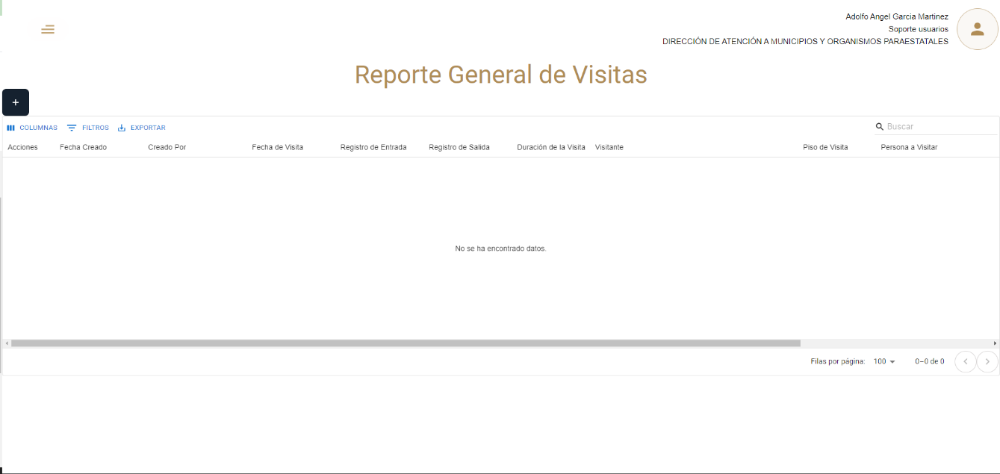 Adolfo Angel Garcia Martinez
Soporte usuarios
DIRECCIÓN DE ATENCIÓN A MUNICIPIOS Y ORGANISMOS PARAESTATALES
Reporte General de Visitas
+
COLUMNAS FILTROS EXPORTAR Buscar
Acciones Fecha Creado Creado Por Fecha de Visita Registro de Entrada Registro de Salida Duración de la Visita Visitante Piso de Visita Persona a Visitar
No se ha encontrado datos.
Filas por página: 100 0–0 de 0